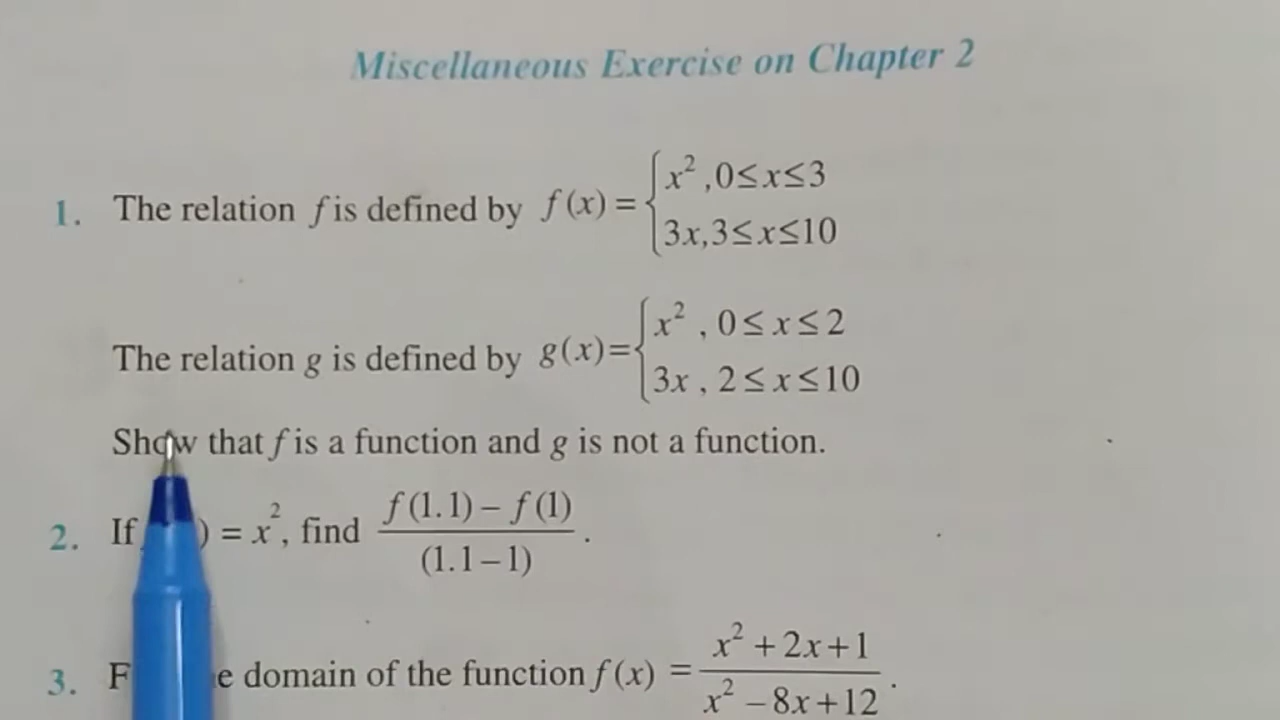 Miscellaneous Exercise on Chapter 2
1. The relation f is defined by f(x) = { x², 0≤x≤3
3x, 3≤x≤10
The relation g is defined by g(x) = { x², 0≤x≤2
3x, 2≤x≤10
Show that f is a function and g is not a function.
2. If ) = x², find f(1.1) – f(1) / (1.1–1) .
3. domain of the function f(x) = x² + 2x + 1 / x² – 8x + 12 .